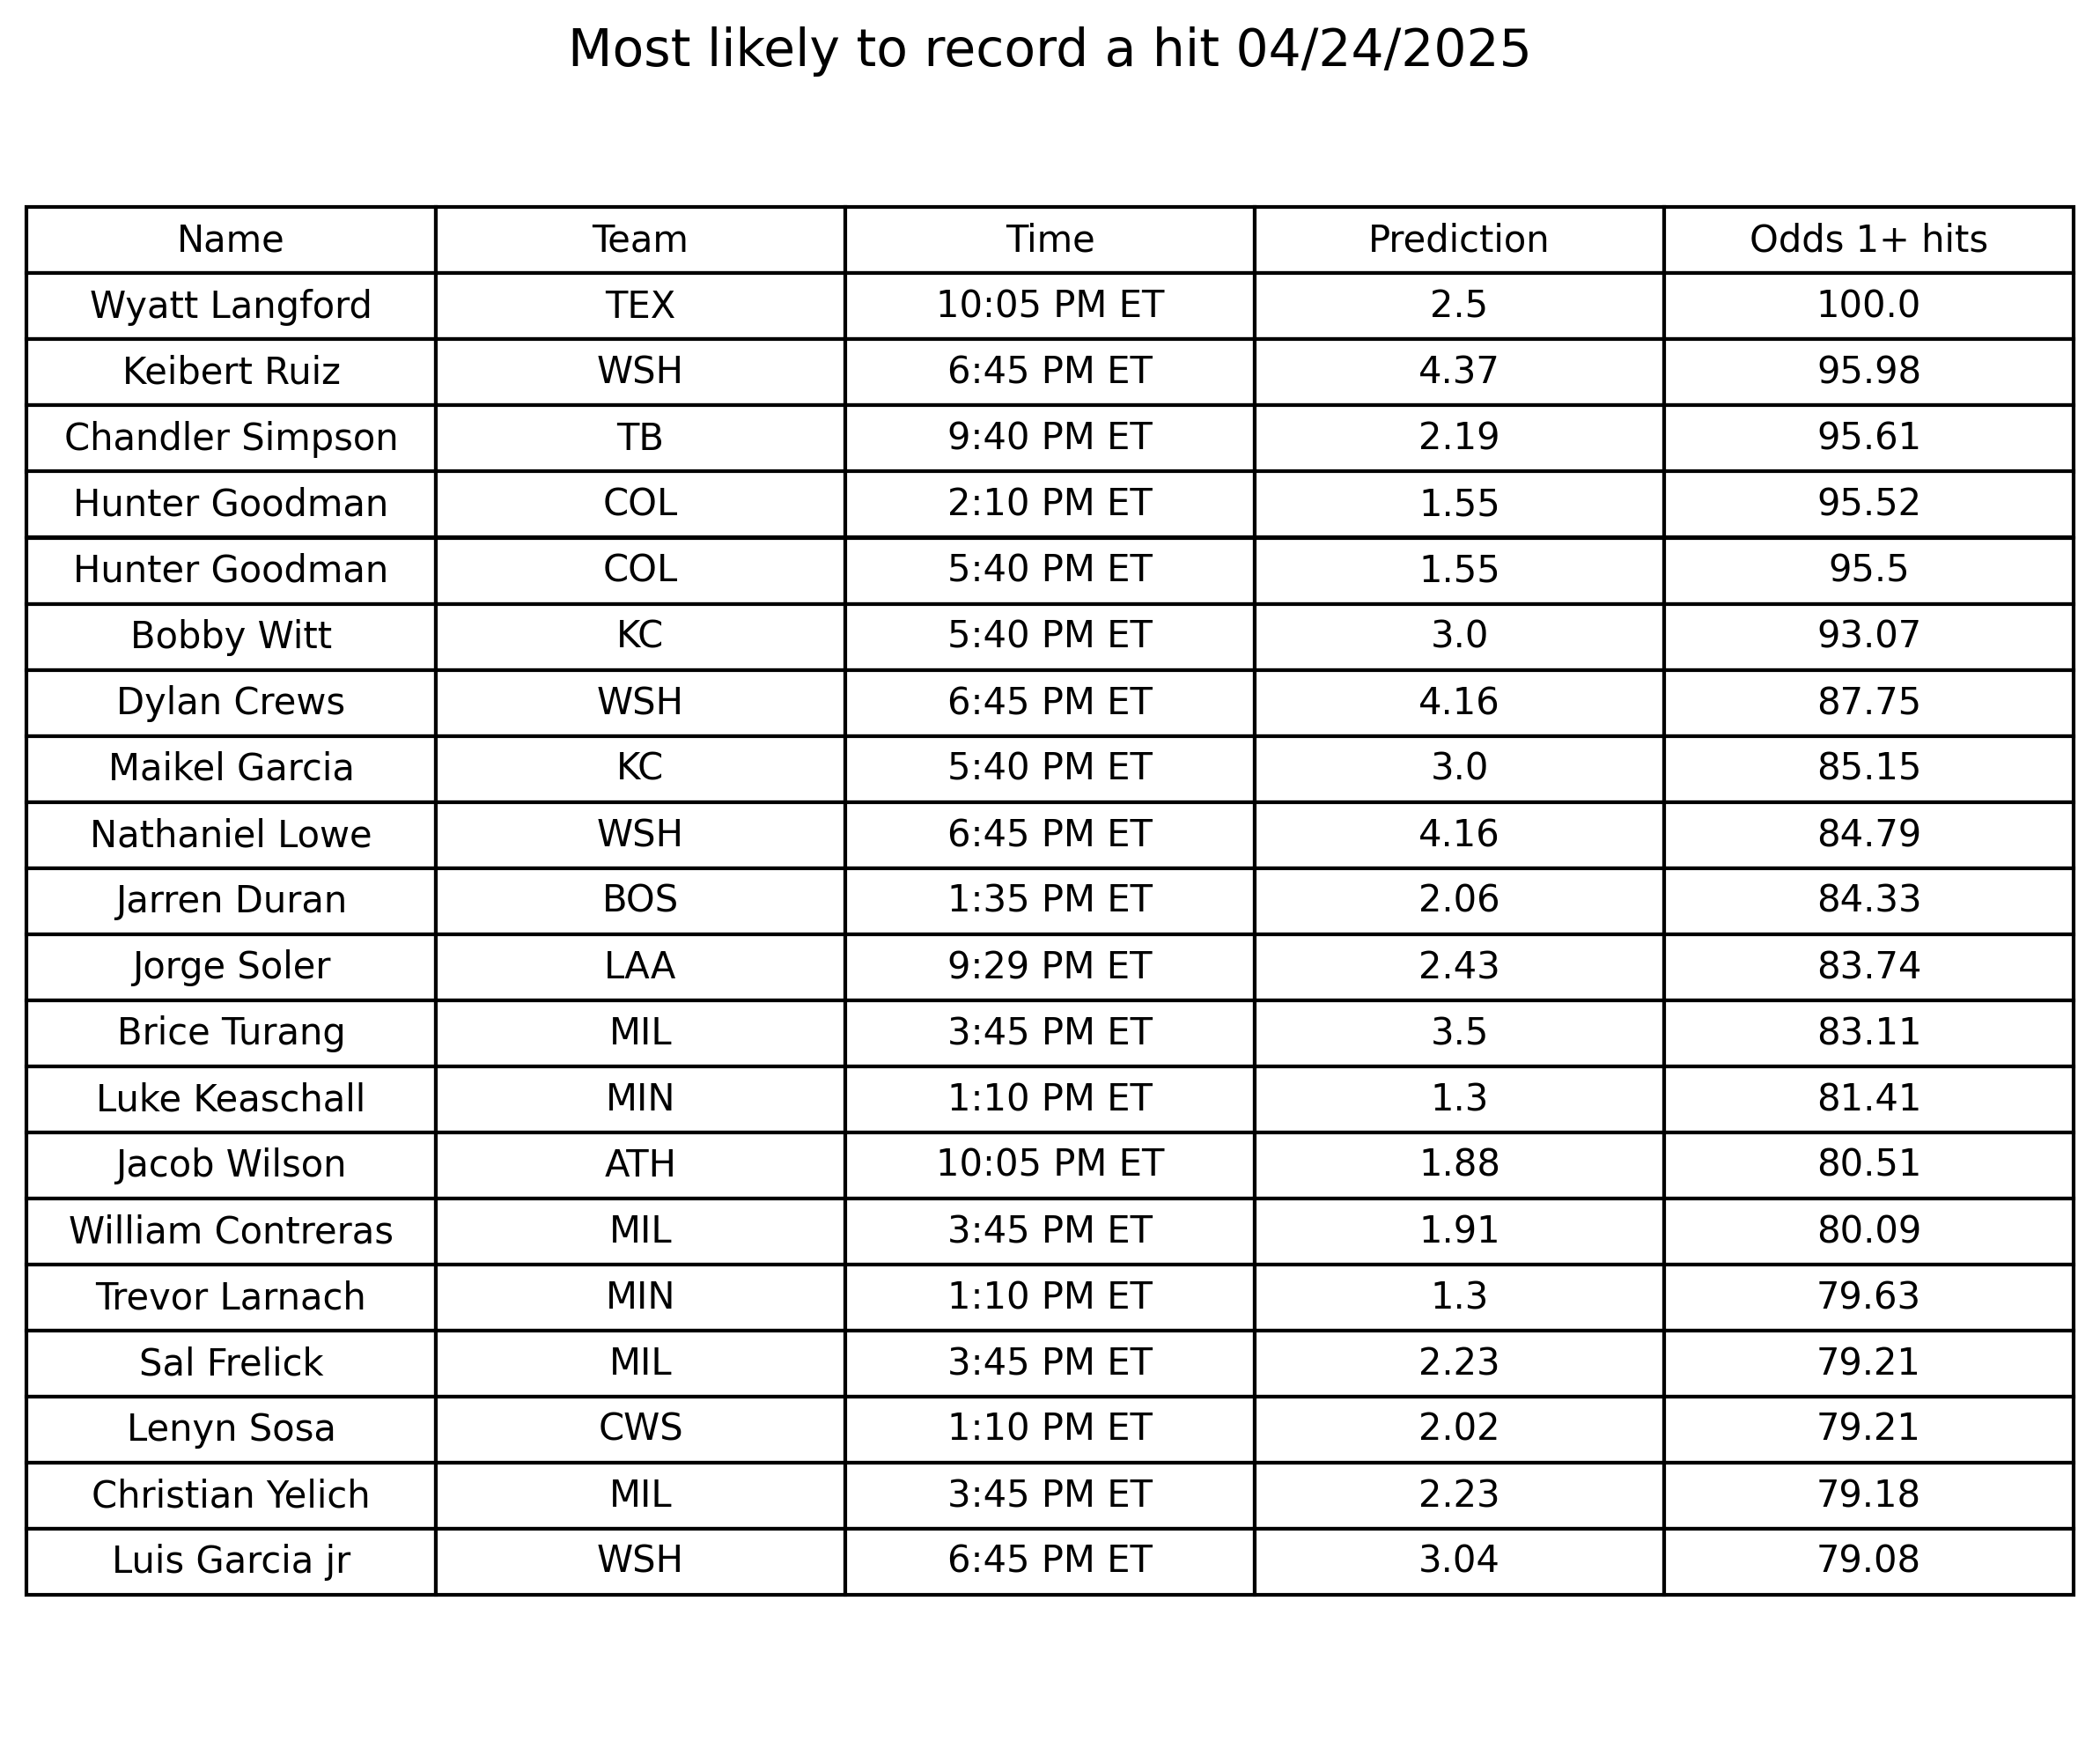 Most likely to record a hit 04/24/2025
Name Team Time Prediction Odds 1+ hits
Wyatt Langford TEX 10:05 PM ET 2.5 100.0
Keibert Ruiz WSH 6:45 PM ET 4.37 95.98
Chandler Simpson TB 9:40 PM ET 2.19 95.61
Hunter Goodman COL 2:10 PM ET 1.55 95.52
Hunter Goodman COL 5:40 PM ET 1.55 95.5
Bobby Witt KC 5:40 PM ET 3.0 93.07
Dylan Crews WSH 6:45 PM ET 4.16 87.75
Maikel Garcia KC 5:40 PM ET 3.0 85.15
Nathaniel Lowe WSH 6:45 PM ET 4.16 84.79
Jarren Duran BOS 1:35 PM ET 2.06 84.33
Jorge Soler LAA 9:29 PM ET 2.43 83.74
Brice Turang MIL 3:45 PM ET 3.5 83.11
Luke Keaschall MIN 1:10 PM ET 1.3 81.41
Jacob Wilson ATH 10:05 PM ET 1.88 80.51
William Contreras MIL 3:45 PM ET 1.91 80.09
Trevor Larnach MIN 1:10 PM ET 1.3 79.63
Sal Frelick MIL 3:45 PM ET 2.23 79.21
Lenyn Sosa CWS 1:10 PM ET 2.02 79.21
Christian Yelich MIL 3:45 PM ET 2.23 79.18
Luis Garcia jr WSH 6:45 PM ET 3.04 79.08